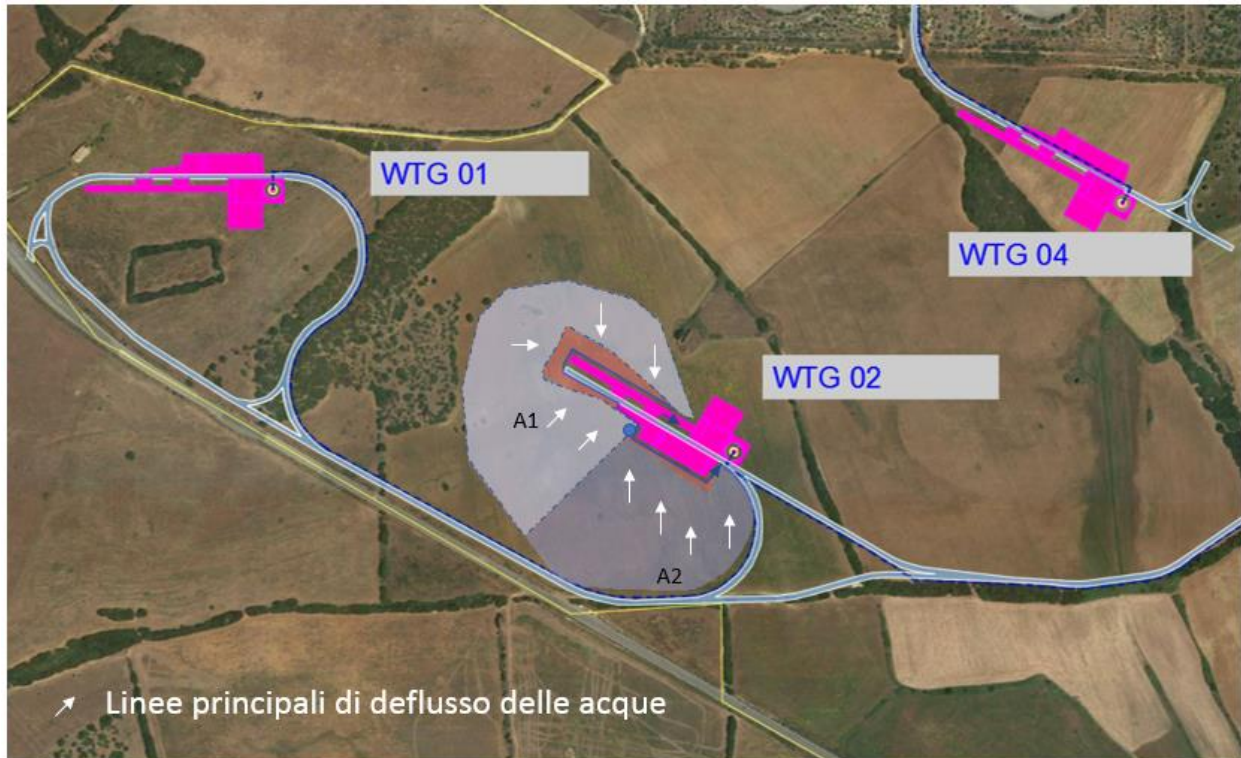 WTG 01
WTG 04
WTG 02
A1
A2
Linee principali di deflusso delle acque